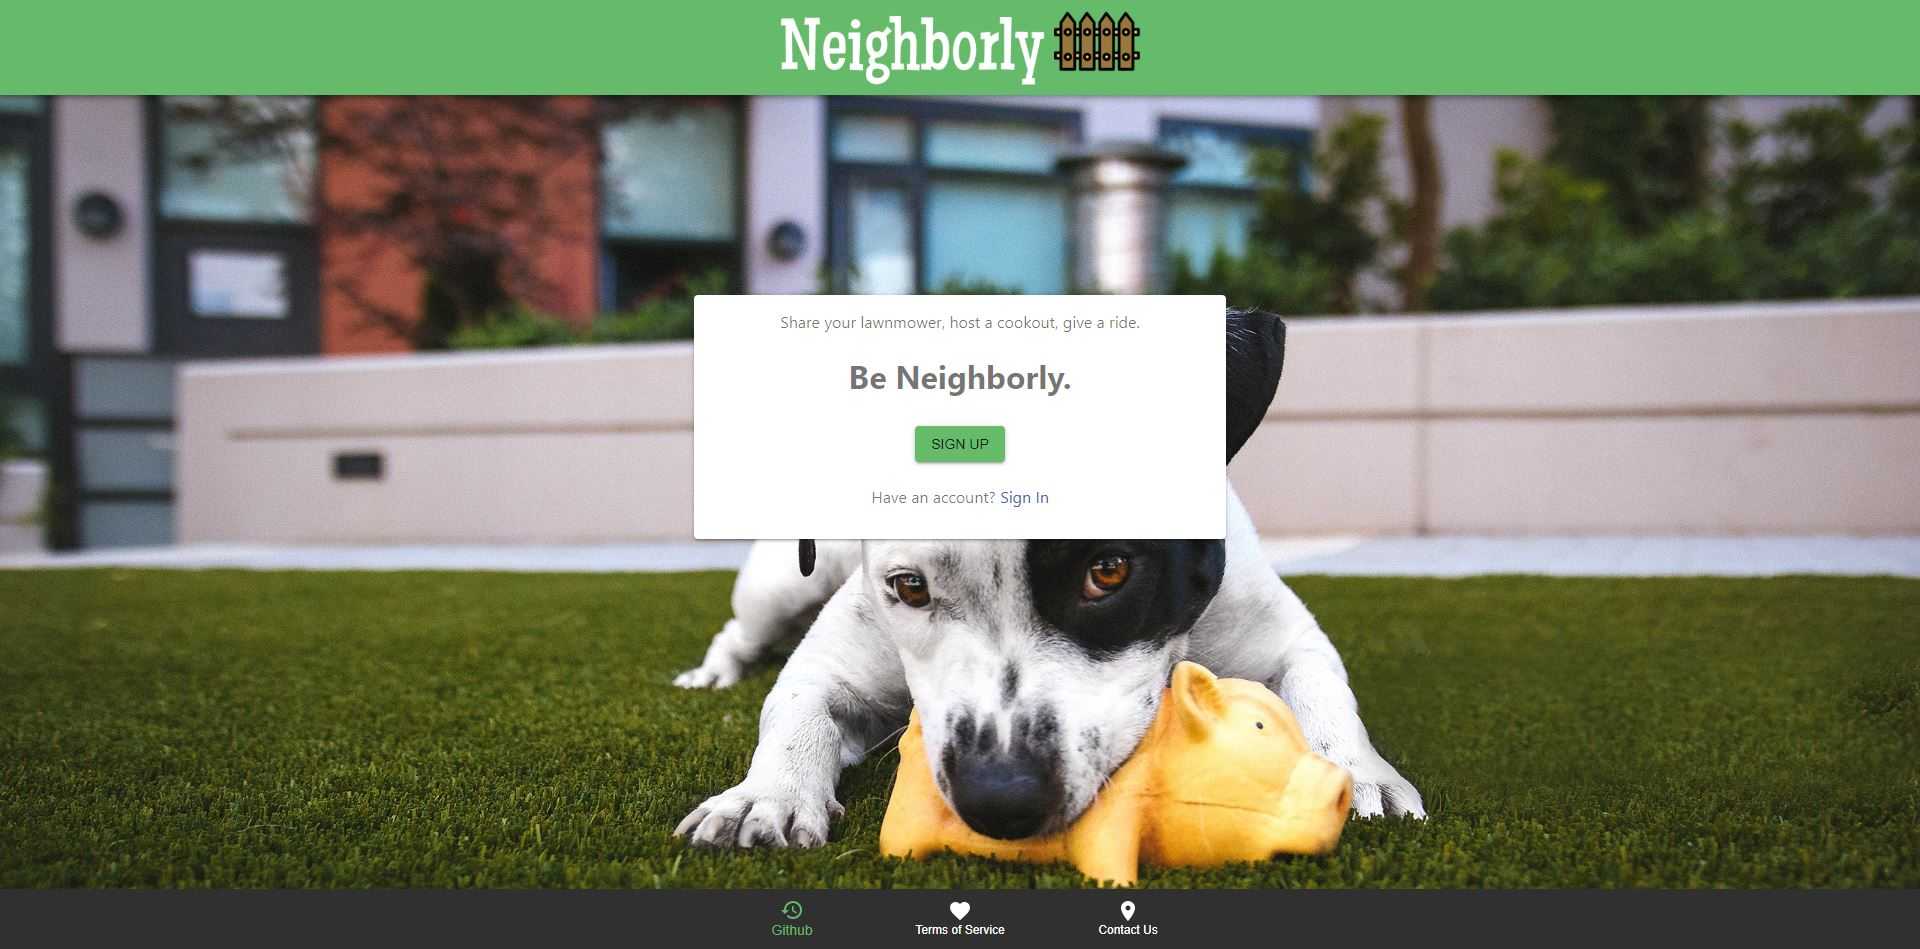 Neighborly
Share your lawnmower, host a cookout, give a ride.
Be Neighborly.
SIGN UP
Have an account? Sign In
Github
Terms of Service
Contact Us